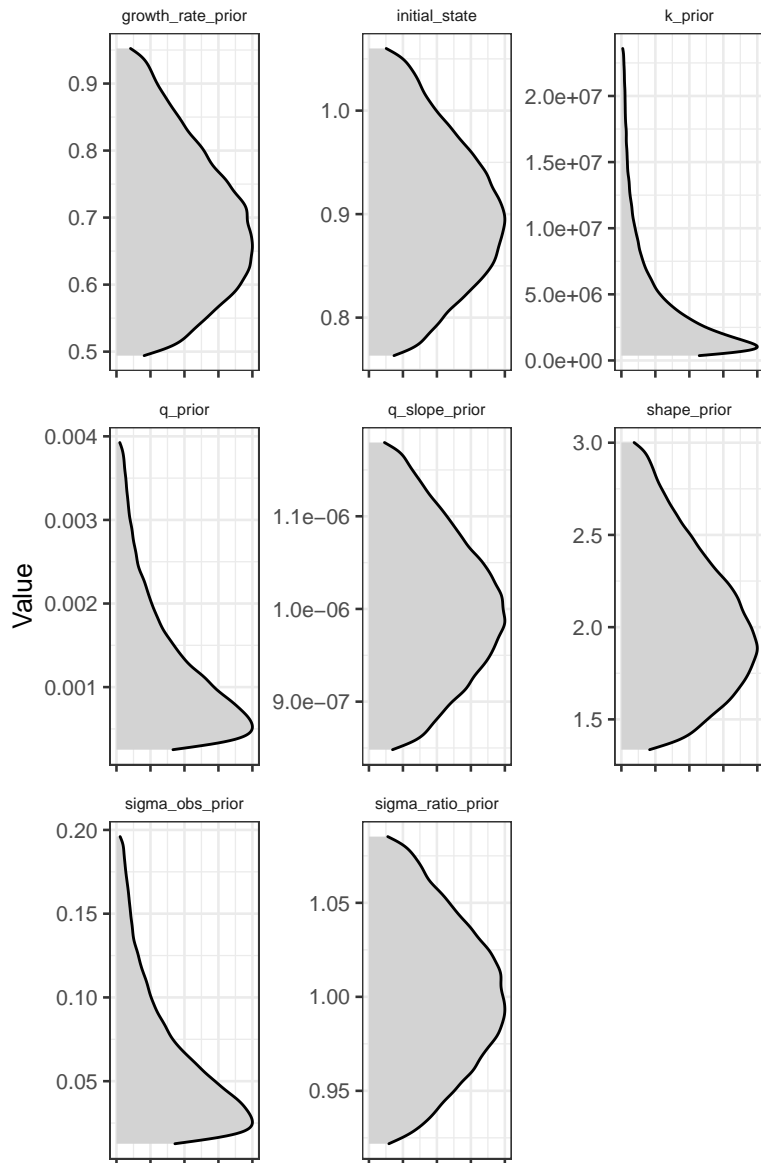 growth_rate_prior
initial_state
k_prior
0.9
0.8
0.7
0.6
0.5
1.0
0.9
0.8
2.0e+07
1.5e+07
1.0e+07
5.0e+06
0.0e+00
q_prior
q_slope_prior
shape_prior
Value
0.004
0.003
0.002
0.001
1.1e−06
1.0e−06
9.0e−07
3.0
2.5
2.0
1.5
sigma_obs_prior
sigma_ratio_prior
0.20
0.15
0.10
0.05
1.05
1.00
0.95